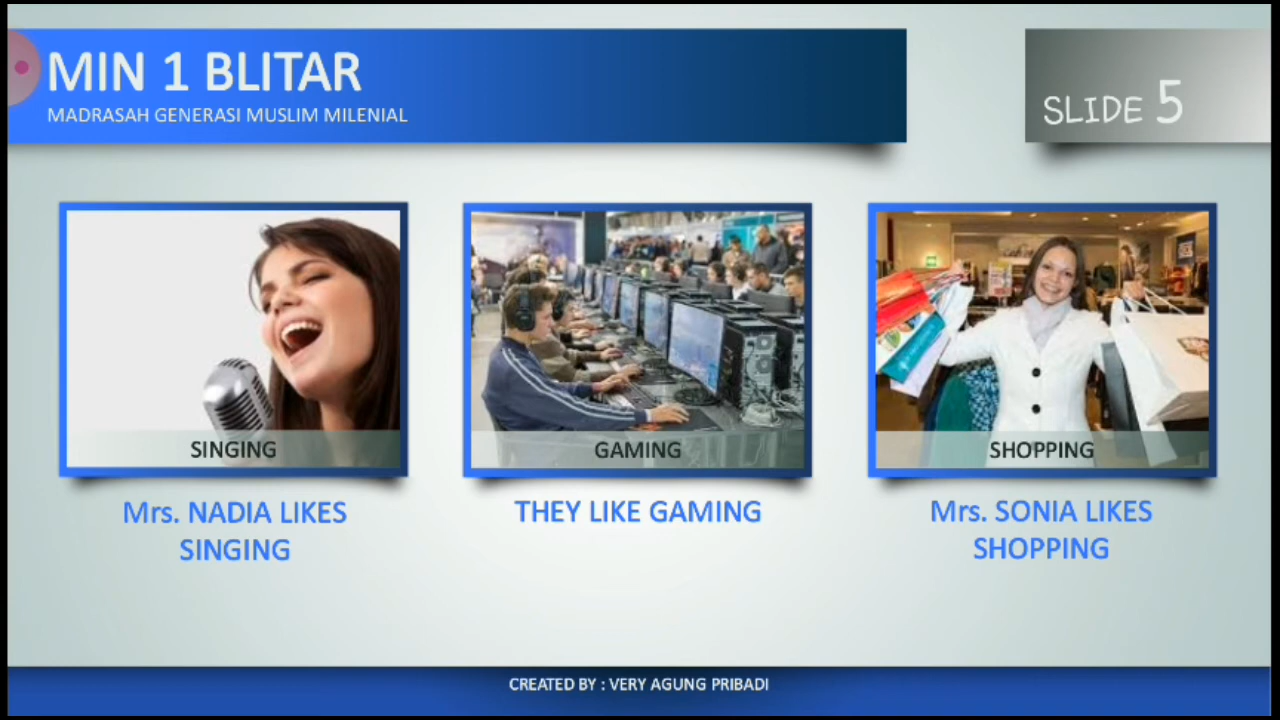 MIN 1 BLITAR
MADRASAH GENERASI MUSLIM MILENIAL
SLIDE 5
SINGING
GAMING
SHOPPING
Mrs. NADIA LIKES
SINGING
THEY LIKE GAMING
Mrs. SONIA LIKES
SHOPPING
CREATED BY : VERY AGUNG PRIBADI